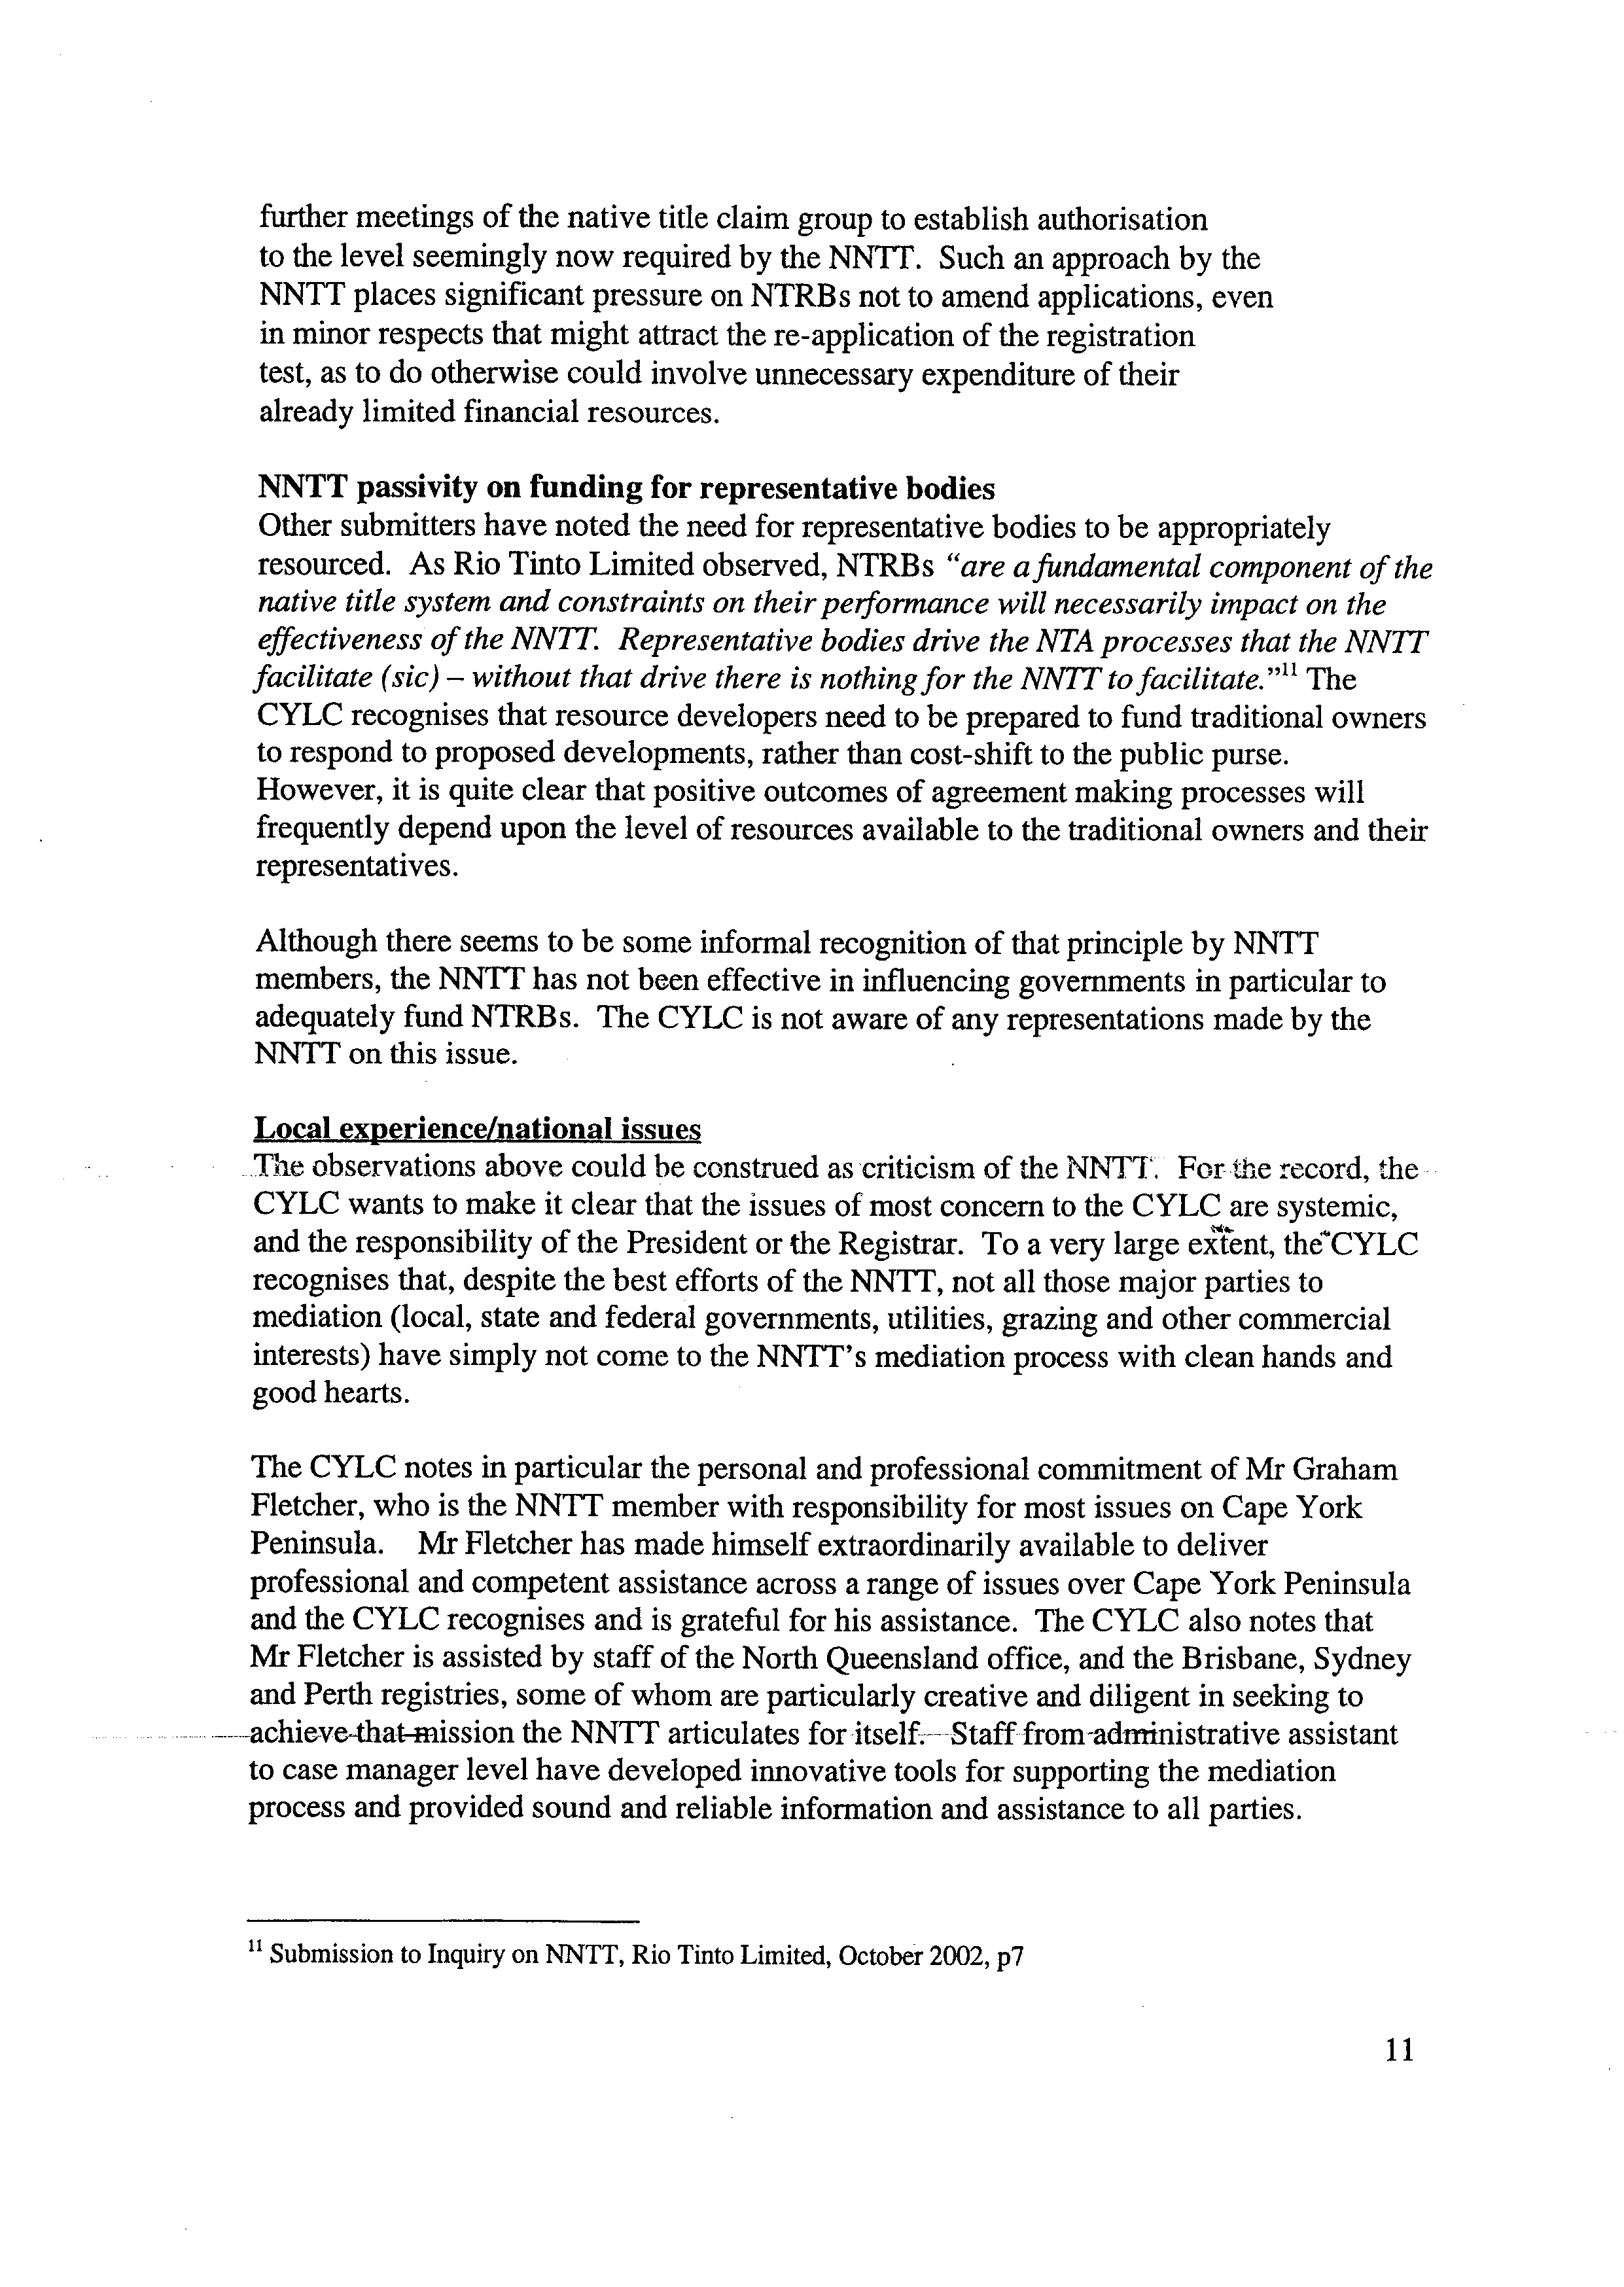 further meetings of the native title claim group to establish authorisation
to the level seemingly now required by the NNTT. Such an approach by the
NNTT places significant pressure on NTRBs not to amend applications, even
in minor respects that might attract the re-application of the registration
test, as to do otherwise could involve unnecessary expenditure of their
already limited financial resources.
NNTT passivity on funding for representative bodies
Other submitters have noted the need for representative bodies to be appropriately
resourced. As Rio Tinto Limited observed, NTRBs “are a fundamental component of the
native title system and constraints on their performance will necessarily impact on the
effectiveness of the NNTT. Representative bodies drive the NTA processes that the NNTT
facilitate (sic) – without that drive there is nothing for the NNTT to facilitate.”11 The
CYLC recognises that resource developers need to be prepared to fund traditional owners
to respond to proposed developments, rather than cost-shift to the public purse.
However, it is quite clear that positive outcomes of agreement making processes will
frequently depend upon the level of resources available to the traditional owners and their
representatives.
Although there seems to be some informal recognition of that principle by NNTT
members, the NNTT has not been effective in influencing governments in particular to
adequately fund NTRBs. The CYLC is not aware of any representations made by the
NNTT on this issue.
Local experience/national issues
The observations above could be construed as criticism of the NNTT. For the record, the
CYLC wants to make it clear that the issues of most concern to the CYLC are systemic,
and the responsibility of the President or the Registrar. To a very large extent, the CYLC
recognises that, despite the best efforts of the NNTT, not all those major parties to
mediation (local, state and federal governments, utilities, grazing and other commercial
interests) have simply not come to the NNTT’s mediation process with clean hands and
good hearts.
The CYLC notes in particular the personal and professional commitment of Mr Graham
Fletcher, who is the NNTT member with responsibility for most issues on Cape York
Peninsula. Mr Fletcher has made himself extraordinarily available to deliver
professional and competent assistance across a range of issues over Cape York Peninsula
and the CYLC recognises and is grateful for his assistance. The CYLC also notes that
Mr Fletcher is assisted by staff of the North Queensland office, and the Brisbane, Sydney
and Perth registries, some of whom are particularly creative and diligent in seeking to
achieve that mission the NNTT articulates for itself. Staff from administrative assistant
to case manager level have developed innovative tools for supporting the mediation
process and provided sound and reliable information and assistance to all parties.
11 Submission to Inquiry on NNTT, Rio Tinto Limited, October 2002, p7
11